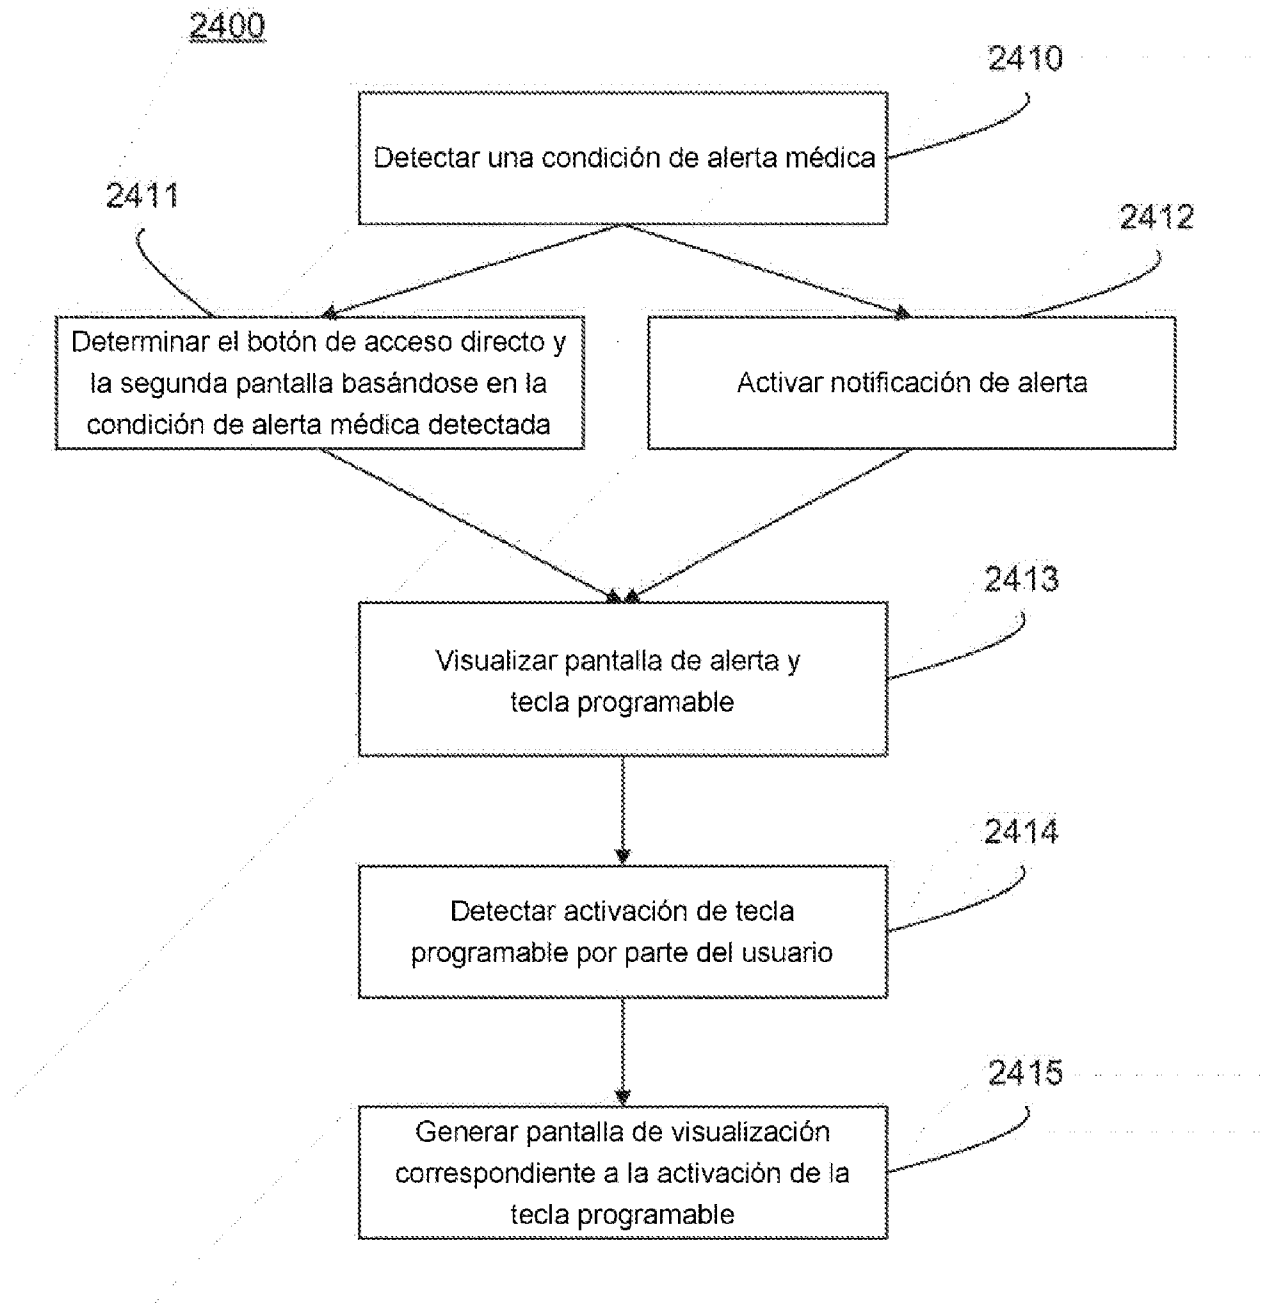 2400
2410
Detectar una condición de alerta médica
2411
2412
Determinar el botón de acceso directo y
la segunda pantalla basándose en la
condición de alerta médica detectada
Activar notificación de alerta
2413
Visualizar pantalla de alerta y
tecla programable
2414
Detectar activación de tecla
programable por parte del usuario
2415
Generar pantalla de visualización
correspondiente a la activación de la
tecla programable